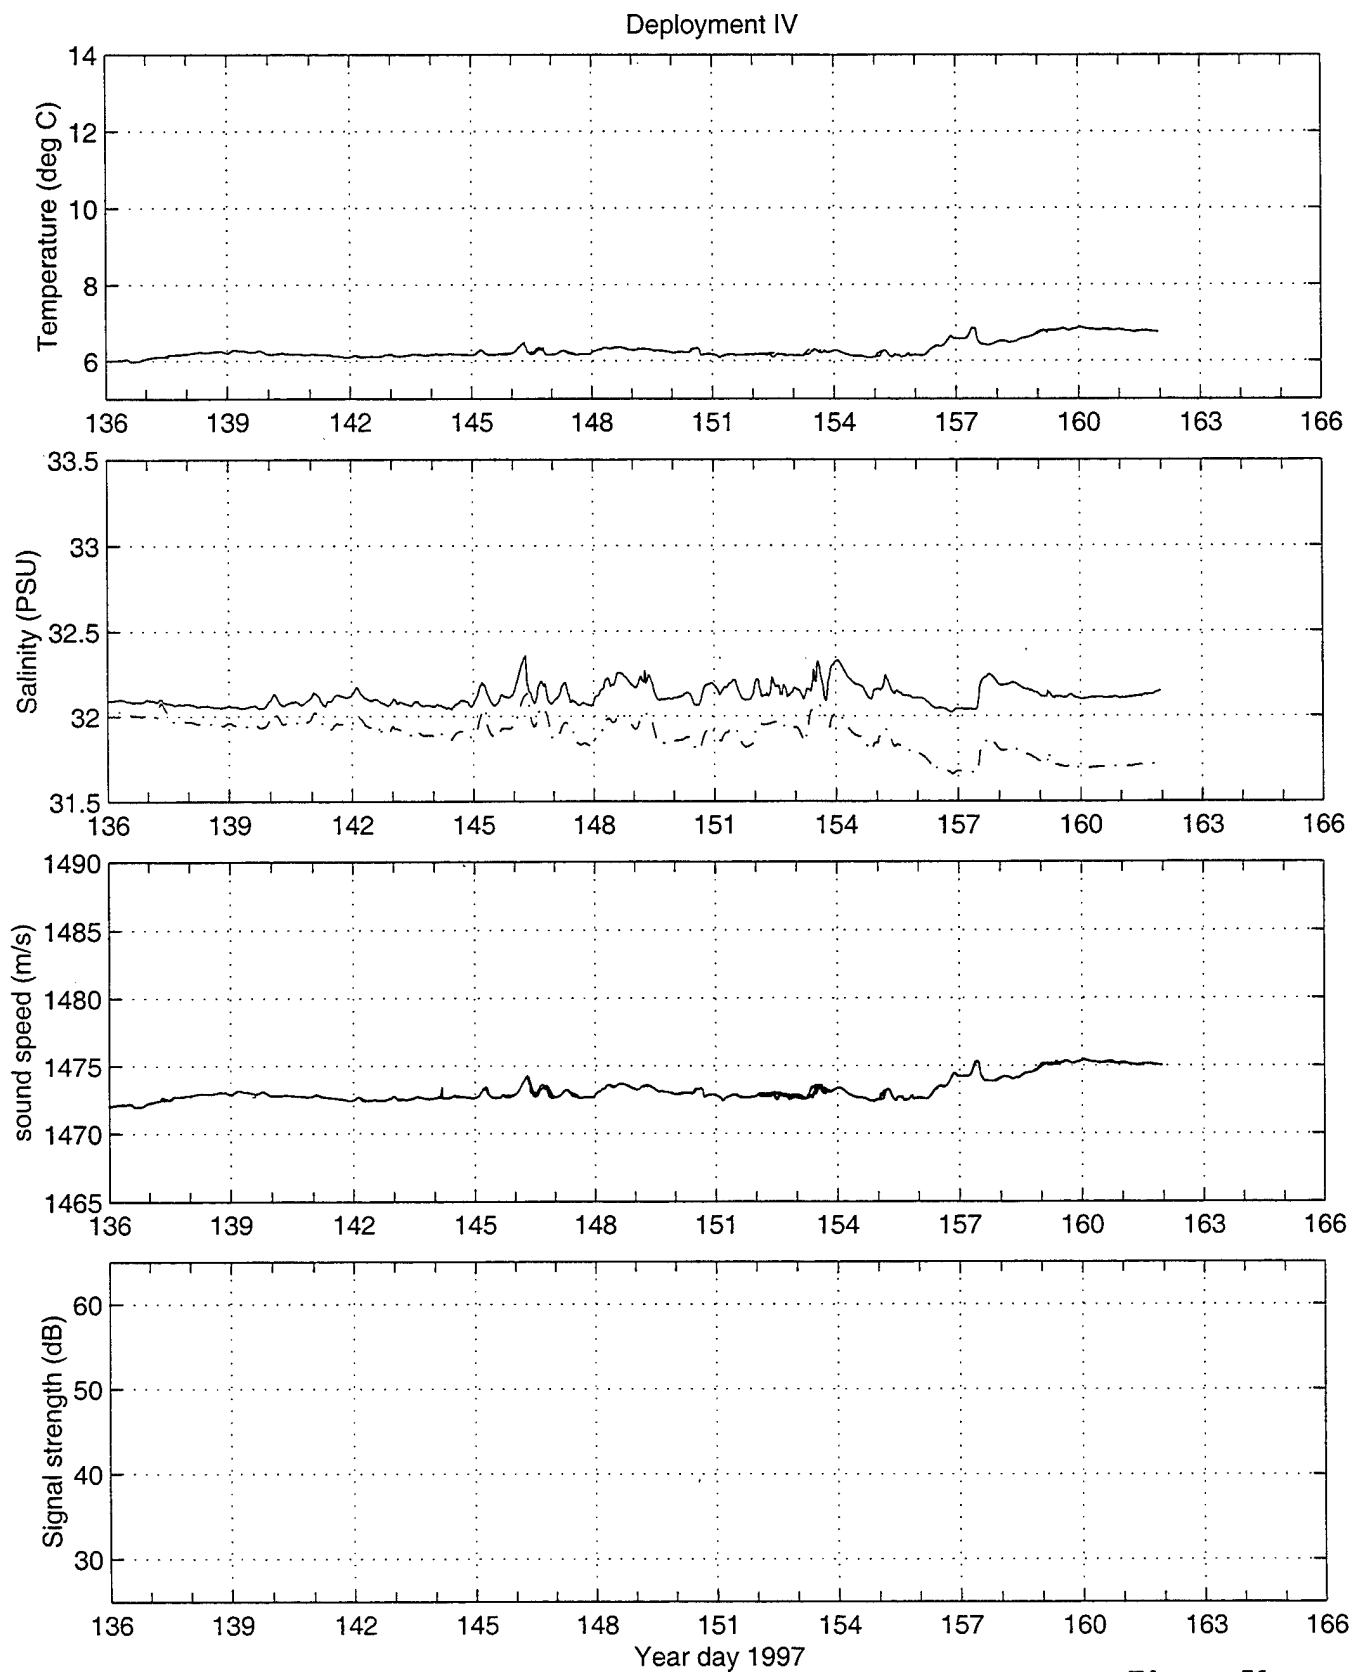 Deployment IV
14
12
10
8
6
Temperature (deg C)
136 139 142 145 148 151 154 157 160 163 166
33.5
33
32.5
32
31.5
Salinity (PSU)
136 139 142 145 148 151 154 157 160 163 166
1490
1485
1480
1475
1470
1465
sound speed (m/s)
136 139 142 145 148 151 154 157 160 163 166
60
50
40
30
Signal strength (dB)
136 139 142 145 148 151 154 157 160 163 166
Year day 1997